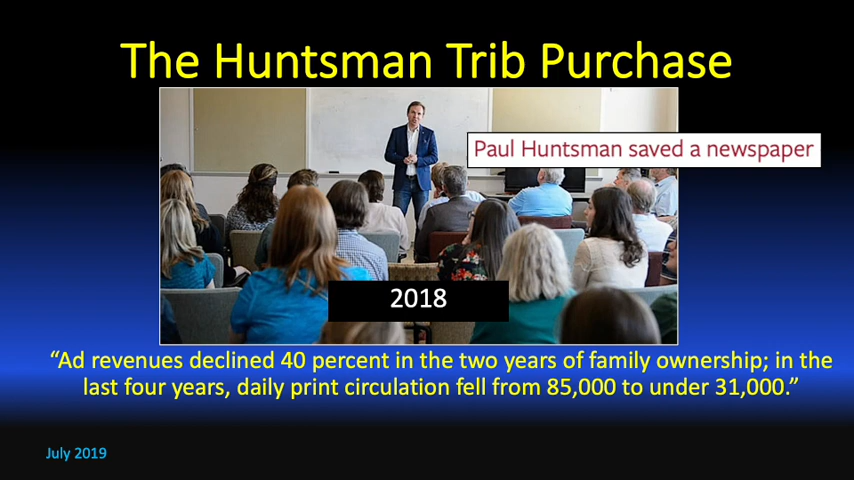 The Huntsman Trib Purchase
Paul Huntsman saved a newspaper
2018
“Ad revenues declined 40 percent in the two years of family ownership; in the
last four years, daily print circulation fell from 85,000 to under 31,000.”
July 2019